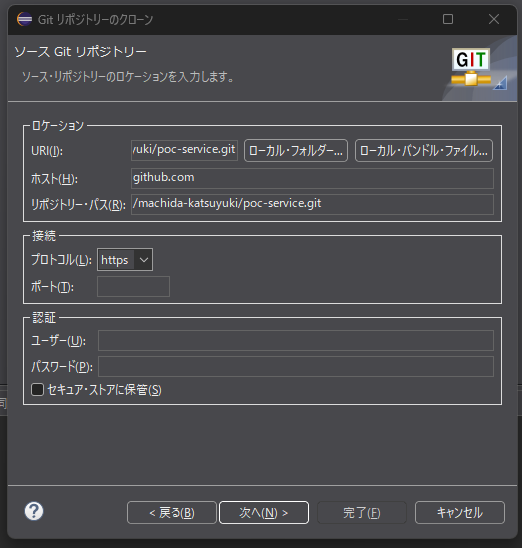 Git リポジトリーのクローン
ソース Git リポジトリー
ソース・リポジトリーのロケーションを入力します。
GIT
ロケーション
URI(I): /uki/poc-service.git ローカル・フォルダー... ローカル・バンドル・ファイル...
ホスト(H): github.com
リポジトリー・パス(R): /machida-katsuyuki/poc-service.git
接続
プロトコル(L): https
ポート(T):
認証
ユーザー(U):
パスワード(P):
セキュア・ストアに保管(S)
? < 戻る(B) 次へ(N) > 完了(F) キャンセル